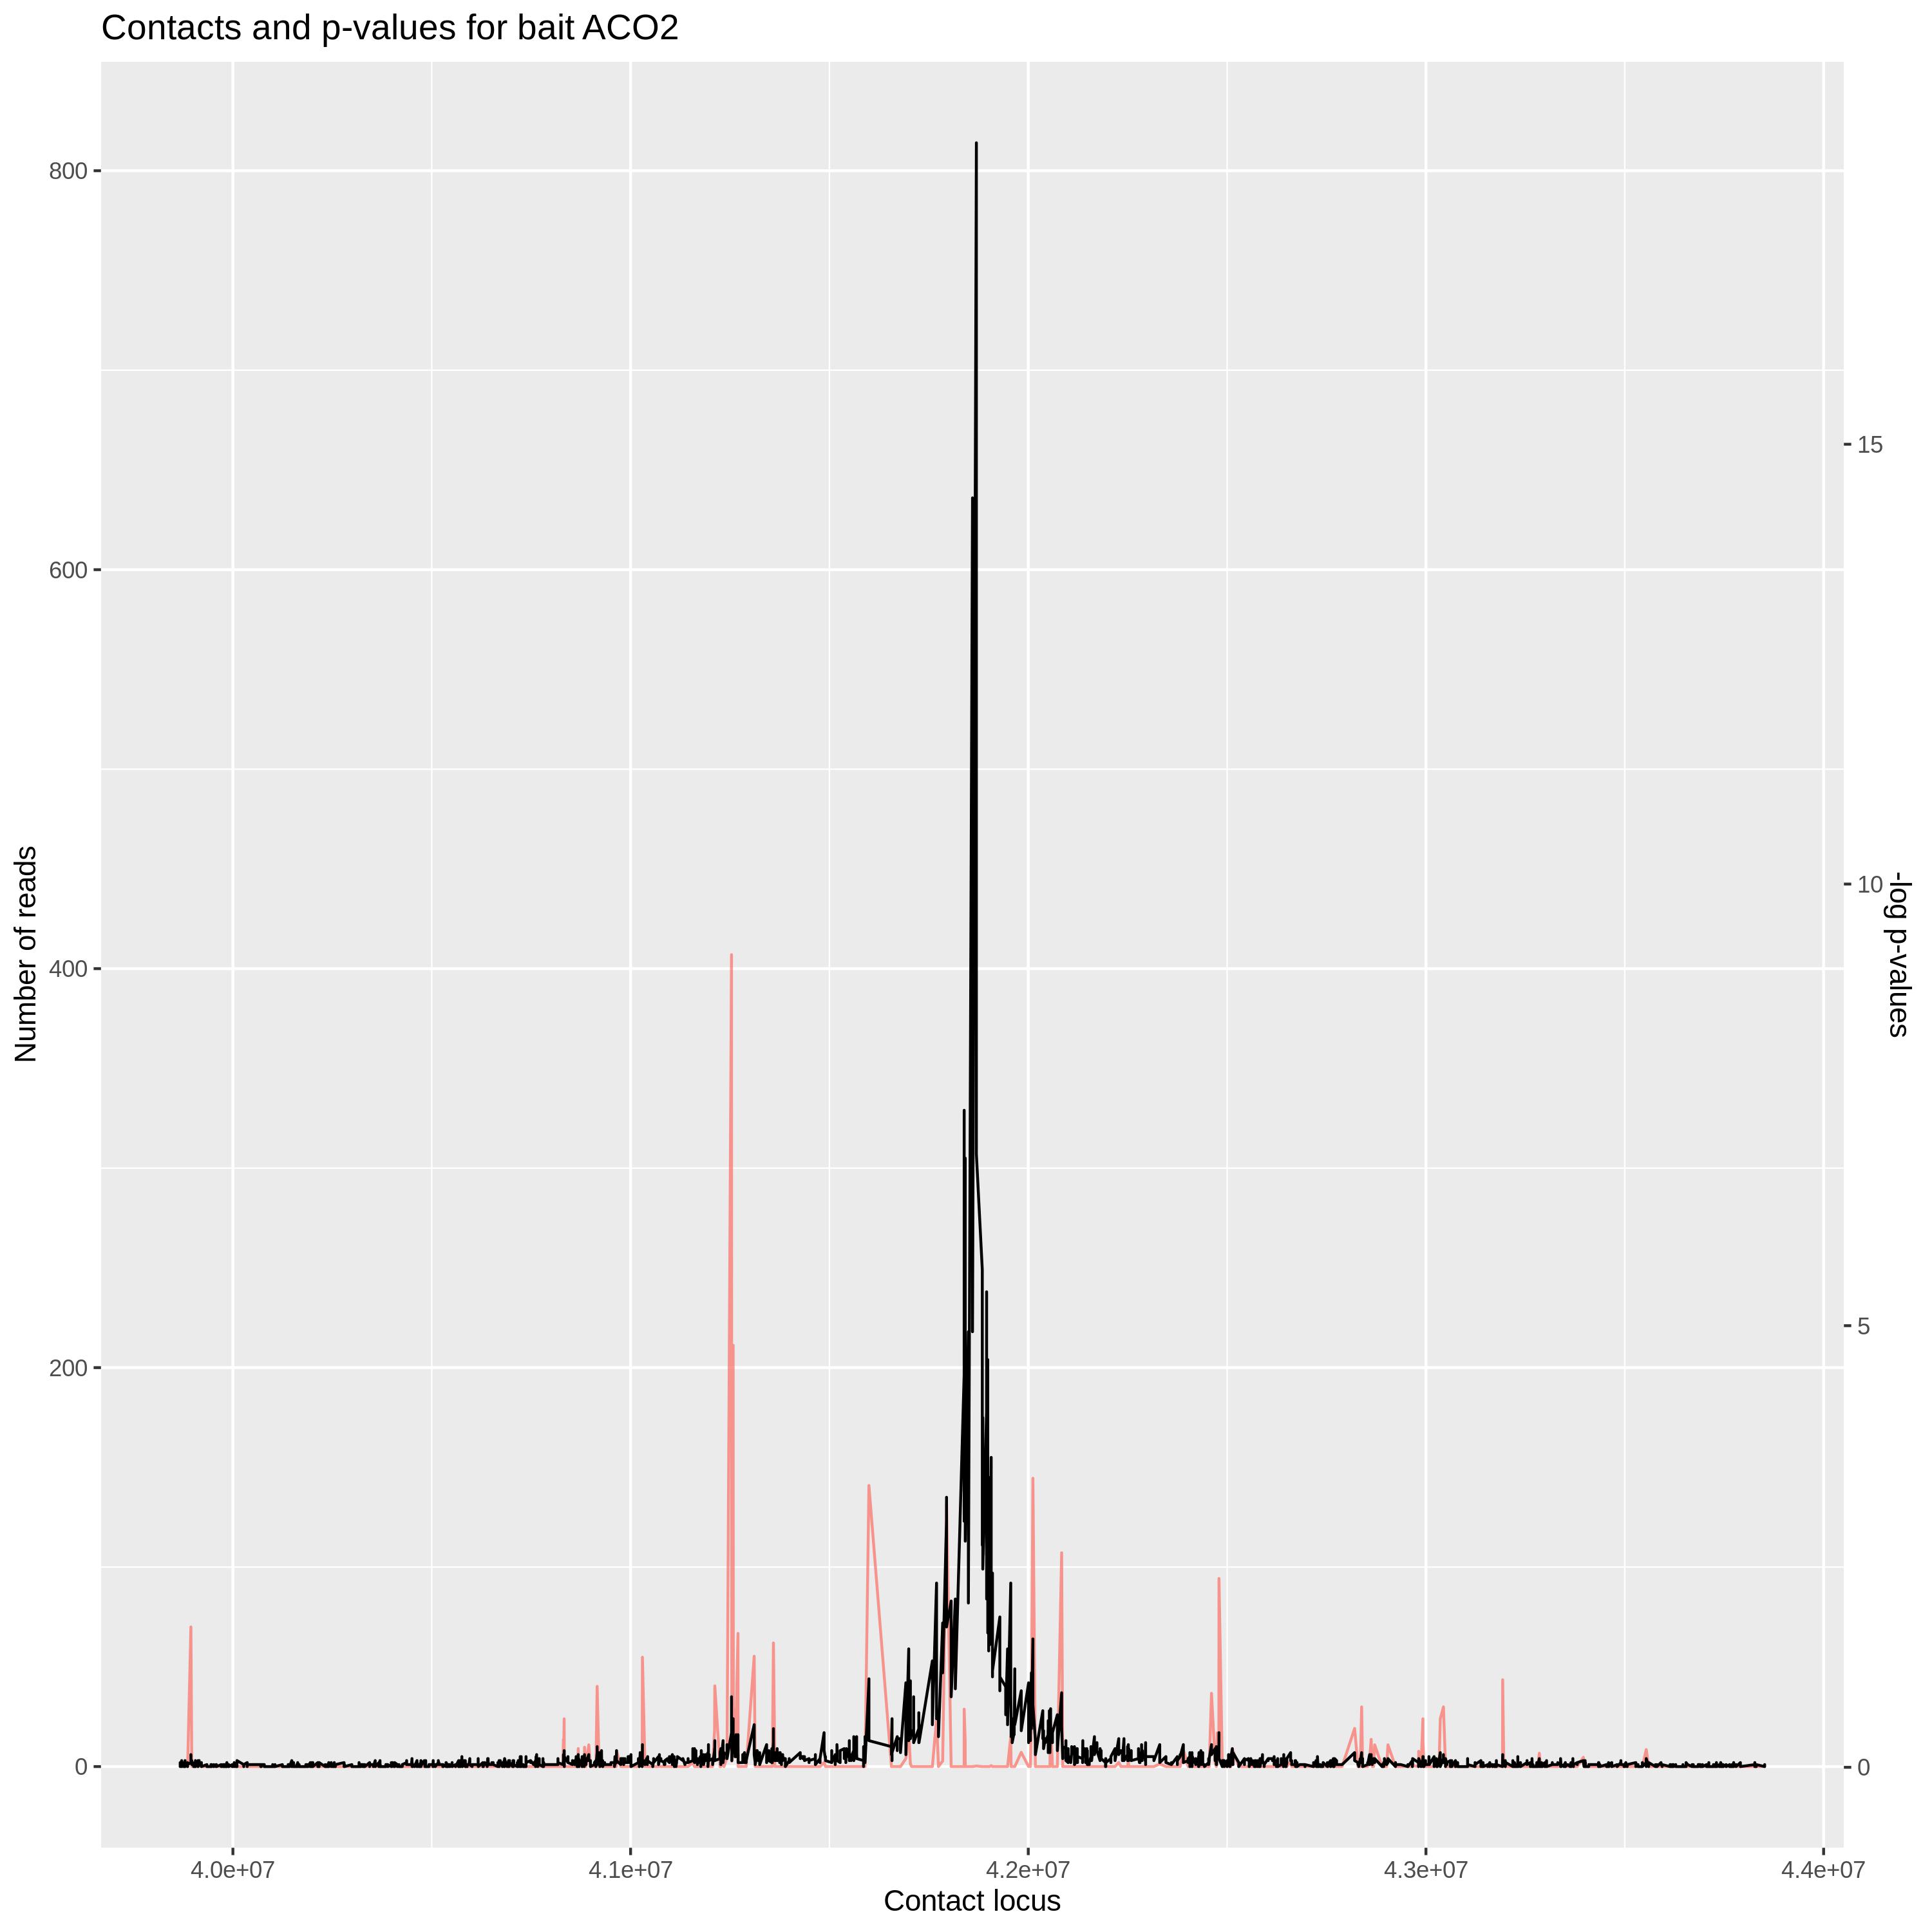 Contacts and p-values for bait ACO2
800
600
400
200
0
Number of reads
15
10
5
0
-log p-values
4.0e+07
4.1e+07
4.2e+07
4.3e+07
4.4e+07
Contact locus